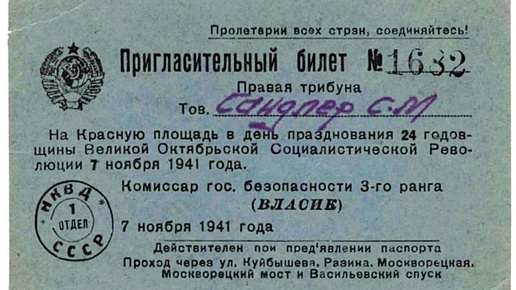 Пролетарии всех стран, соединяйтесь!
Пригласительный билет № 1682
Правая трибуна
Тов. Сандлер С.М
На Красную площадь в день празднования 24 годов-
щины Великой Октябрьской Социалистической Рево-
люции 7 ноября 1941 года.
Комиссар гос. безопасности 3-го ранга
(ВЛАСИК)
НКВД
1
ОТДЕЛ
СССР
7 ноября 1941 года
Действителен при пред'явлении паспорта
Проход через ул. Куйбышева, Разина, Москворецкая,
Москворецкий мост и Васильевский спуск